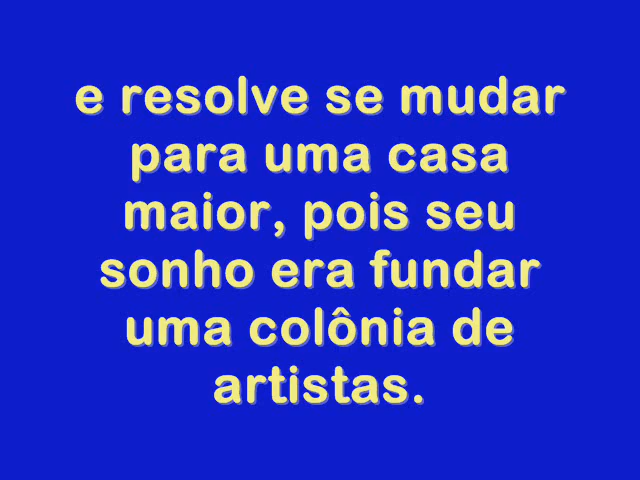 e resolve se mudar
para uma casa
maior, pois seu
sonho era fundar
uma colônia de
artistas.